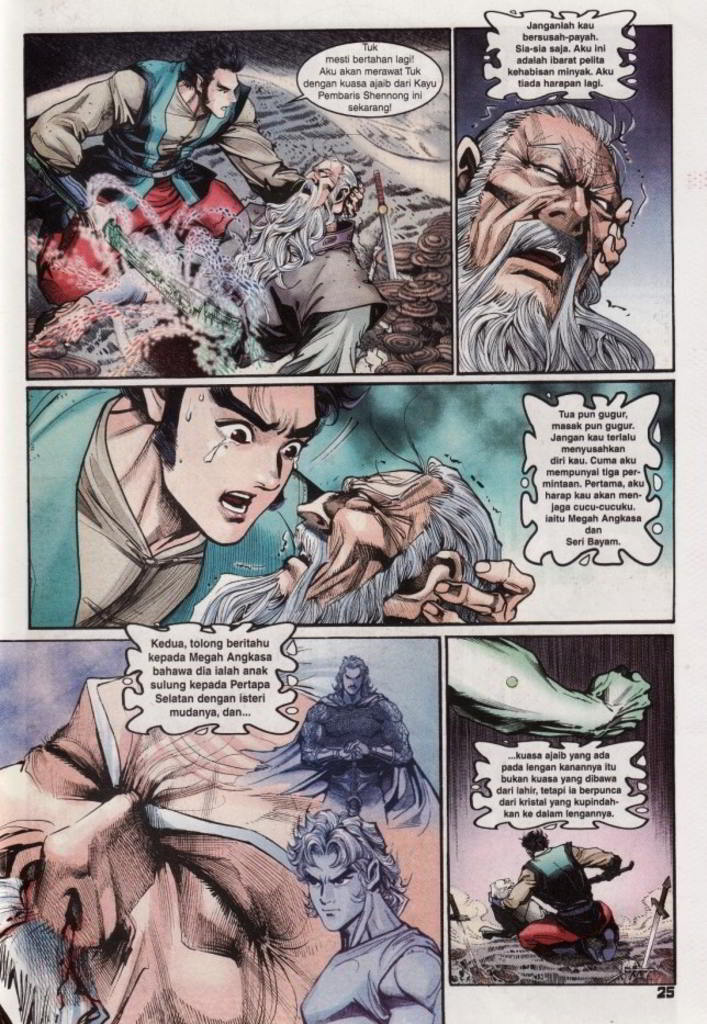 Tuk
mesti bertahan lagi!
Aku akan merawat Tuk
dengan kuasa ajaib dari Kayu
Pembaris Shennong ini
sekarang!
Janganlah kau
bersusah-payah.
Sia-sia saja. Aku ini
adalah ibarat pelita
kehabisan minyak. Aku
tiada harapan lagi.
Tua pun gugur,
masak pun gugur.
Jangan kau terlalu
menyusahkan
diri kau. Cuma aku
mempunyai tiga per-
mintaan. Pertama, aku
harap kau akan men-
jaga cucu-cucuku.
iaitu Megah Angkasa
dan
Seri Bayam.
Kedua, tolong beritahu
kepada Megah Angkasa
bahawa dia ialah anak
sulung kepada Pertapa
Selatan dengan isteri
mudanya, dan...
...kuasa ajaib yang ada
pada lengan kanannya itu
bukan kuasa yang dibawa
dari lahir, tetapi ia berpunca
dari kristal yang kupindah-
kan ke dalam lengannya.
25